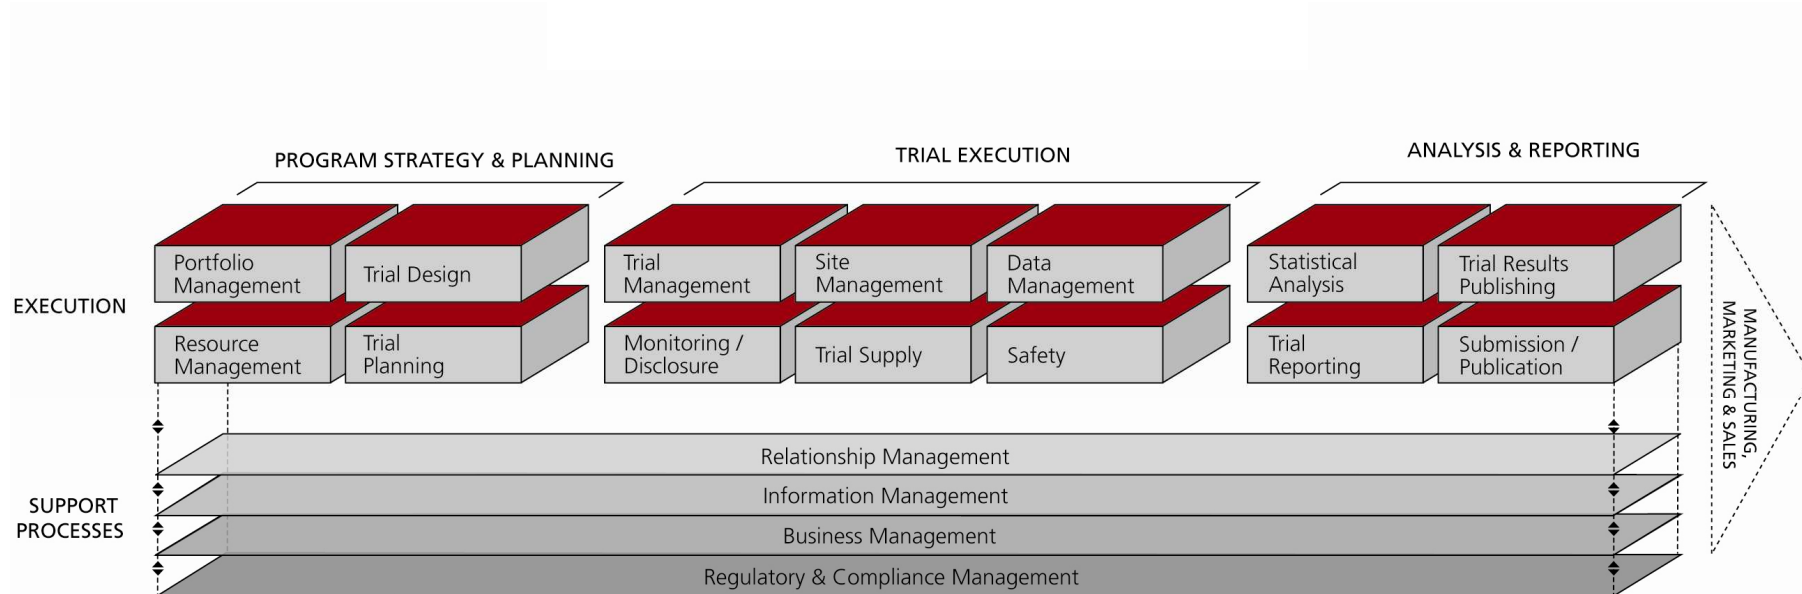 PROGRAM STRATEGY & PLANNING
TRIAL EXECUTION
ANALYSIS & REPORTING
EXECUTION
Portfolio
Management
Trial Design
Trial
Management
Site
Management
Data
Management
Statistical
Analysis
Trial Results
Publishing
Resource
Management
Trial
Planning
Monitoring /
Disclosure
Trial Supply
Safety
Trial
Reporting
Submission /
Publication
MANUFACTURING,
MARKETING & SALES
SUPPORT
PROCESSES
Relationship Management
Information Management
Business Management
Regulatory & Compliance Management